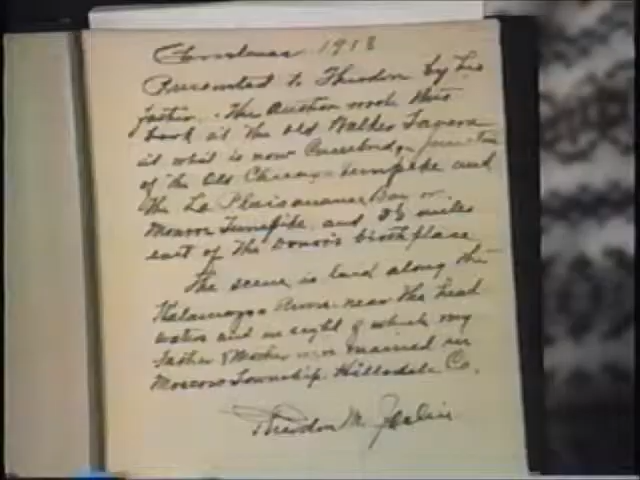 Christmas 1918
Presented to Theodore by his
father. The Author wrote this
book at the old Walker Tavern
at what is now Cambridge Junction
of the Old Chicago turnpike and
the La Plaisance Bay or
Monroe Turnpike and 3½ miles
east of the Donor's birthplace
The scene is laid along the
Kalamazoo River near the head
waters and in sight of which my
father & Mother were married in
Moscow Township Hillsdale Co.
Theodore M.